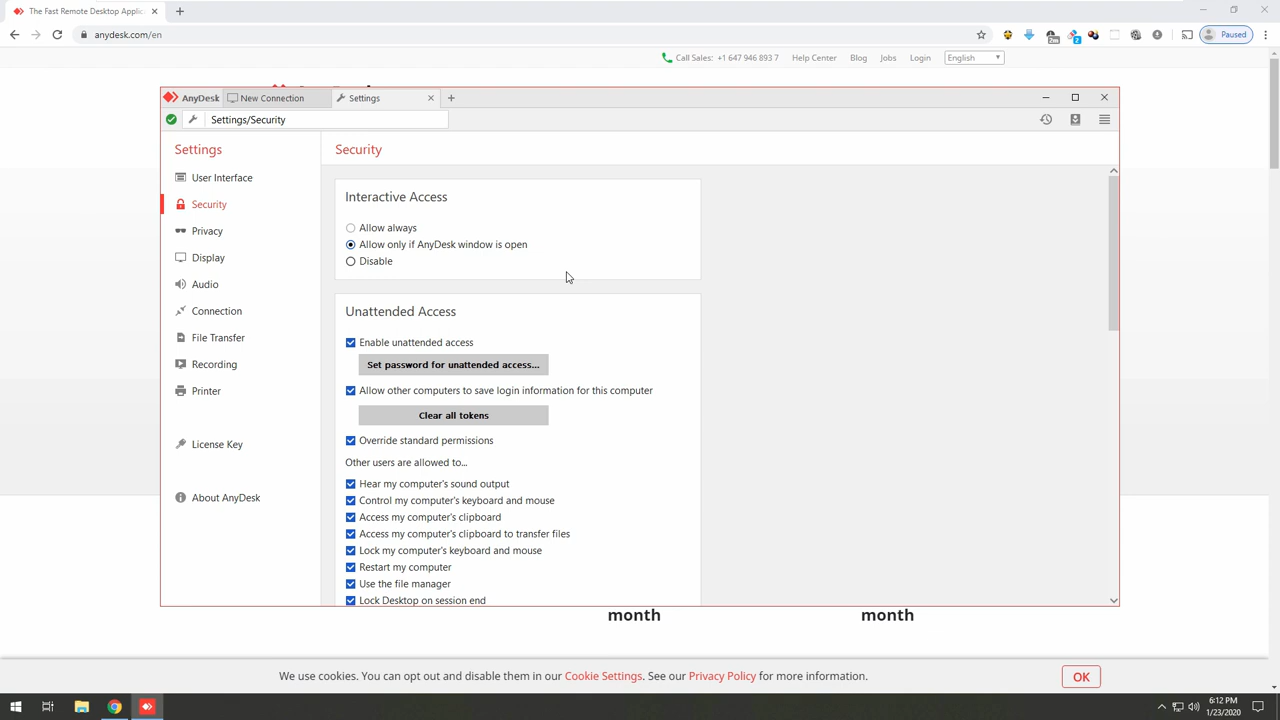 The Fast Remote Desktop Applic
anydesk.com/en
2m
2
Paused
Call Sales: +1 647 946 893 7
Help Center
Blog
Jobs
Login
English
AnyDesk
New Connection
Settings
Settings/Security
Settings
User Interface
Security
Privacy
Display
Audio
Connection
File Transfer
Recording
Printer
License Key
About AnyDesk
Security
Interactive Access
Allow always
Allow only if AnyDesk window is open
Disable
Unattended Access
Enable unattended access
Set password for unattended access...
Allow other computers to save login information for this computer
Clear all tokens
Override standard permissions
Other users are allowed to...
Hear my computer's sound output
Control my computer's keyboard and mouse
Access my computer's clipboard
Access my computer's clipboard to transfer files
Lock my computer's keyboard and mouse
Restart my computer
Use the file manager
Lock Desktop on session end
month
month
We use cookies. You can opt out and disable them in our Cookie Settings. See our Privacy Policy for more information.
OK
6:12 PM
1/23/2020